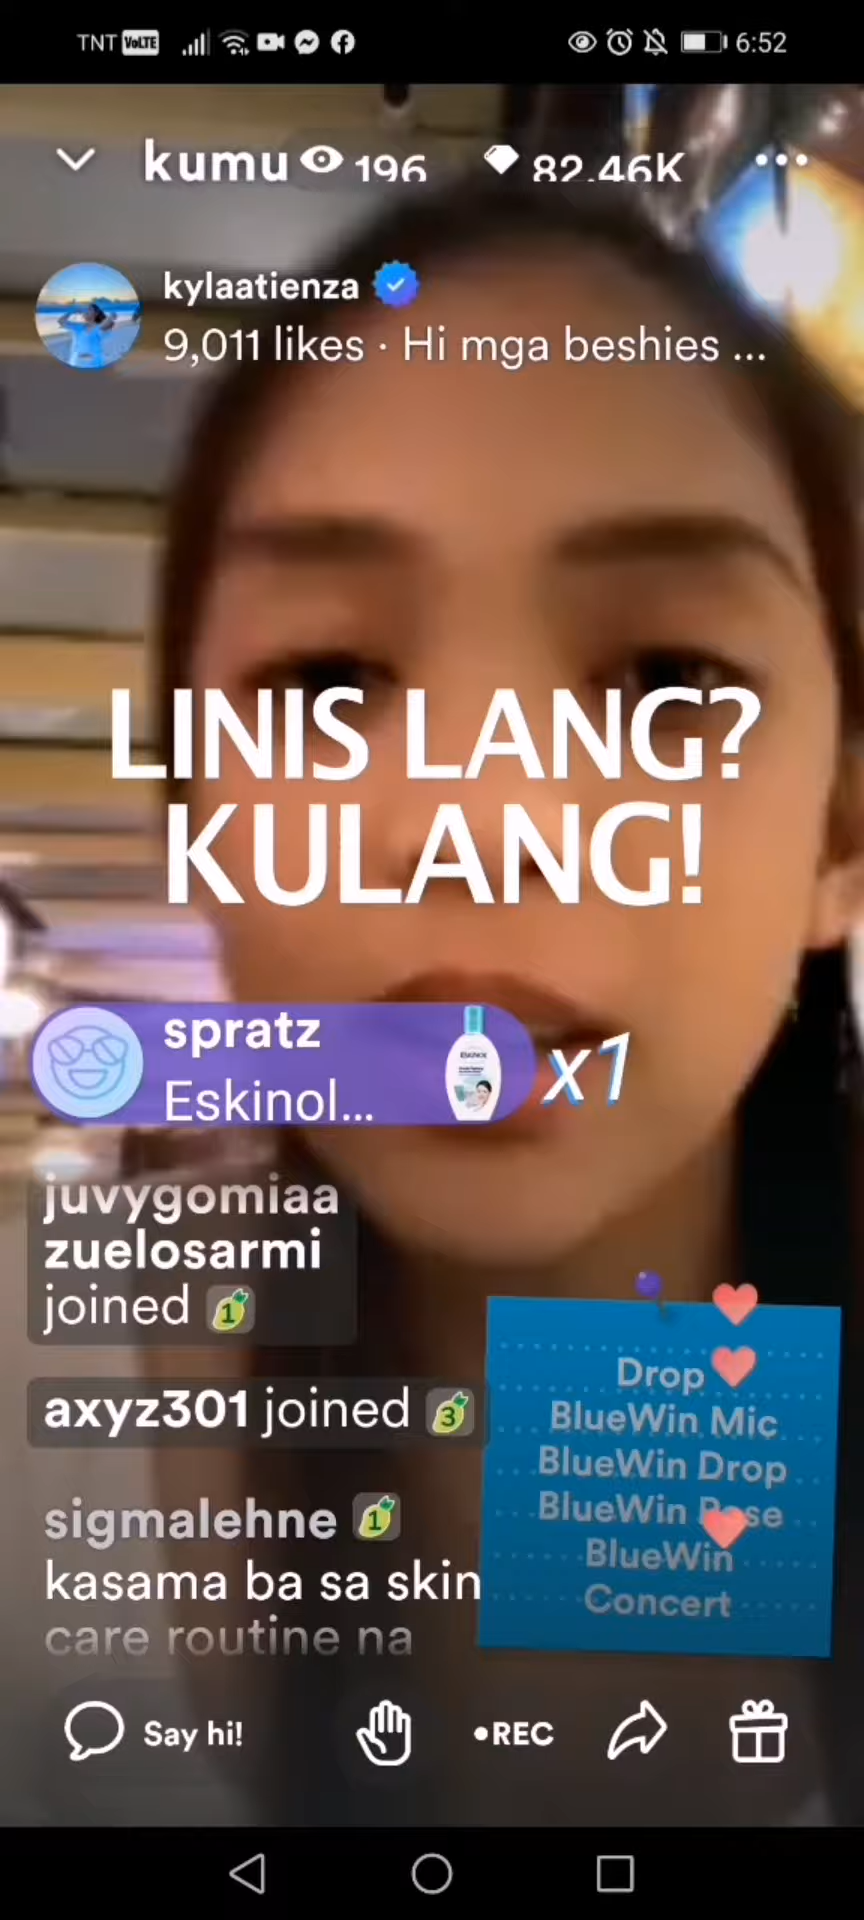 TNT VoLTE 6:52
kumu 196 82.46K
kylaatienza
9,011 likes · Hi mga beshies ...
LINIS LANG?
KULANG!
spratz
Eskinol... x1
juvygomiaa
zuelosarmi
joined 1
axyz301 joined 3
sigmalehne 1
kasama ba sa skin
care routine na
Drop
BlueWin Mic
BlueWin Drop
BlueWin
BlueWin
Concert
Say hi! •REC